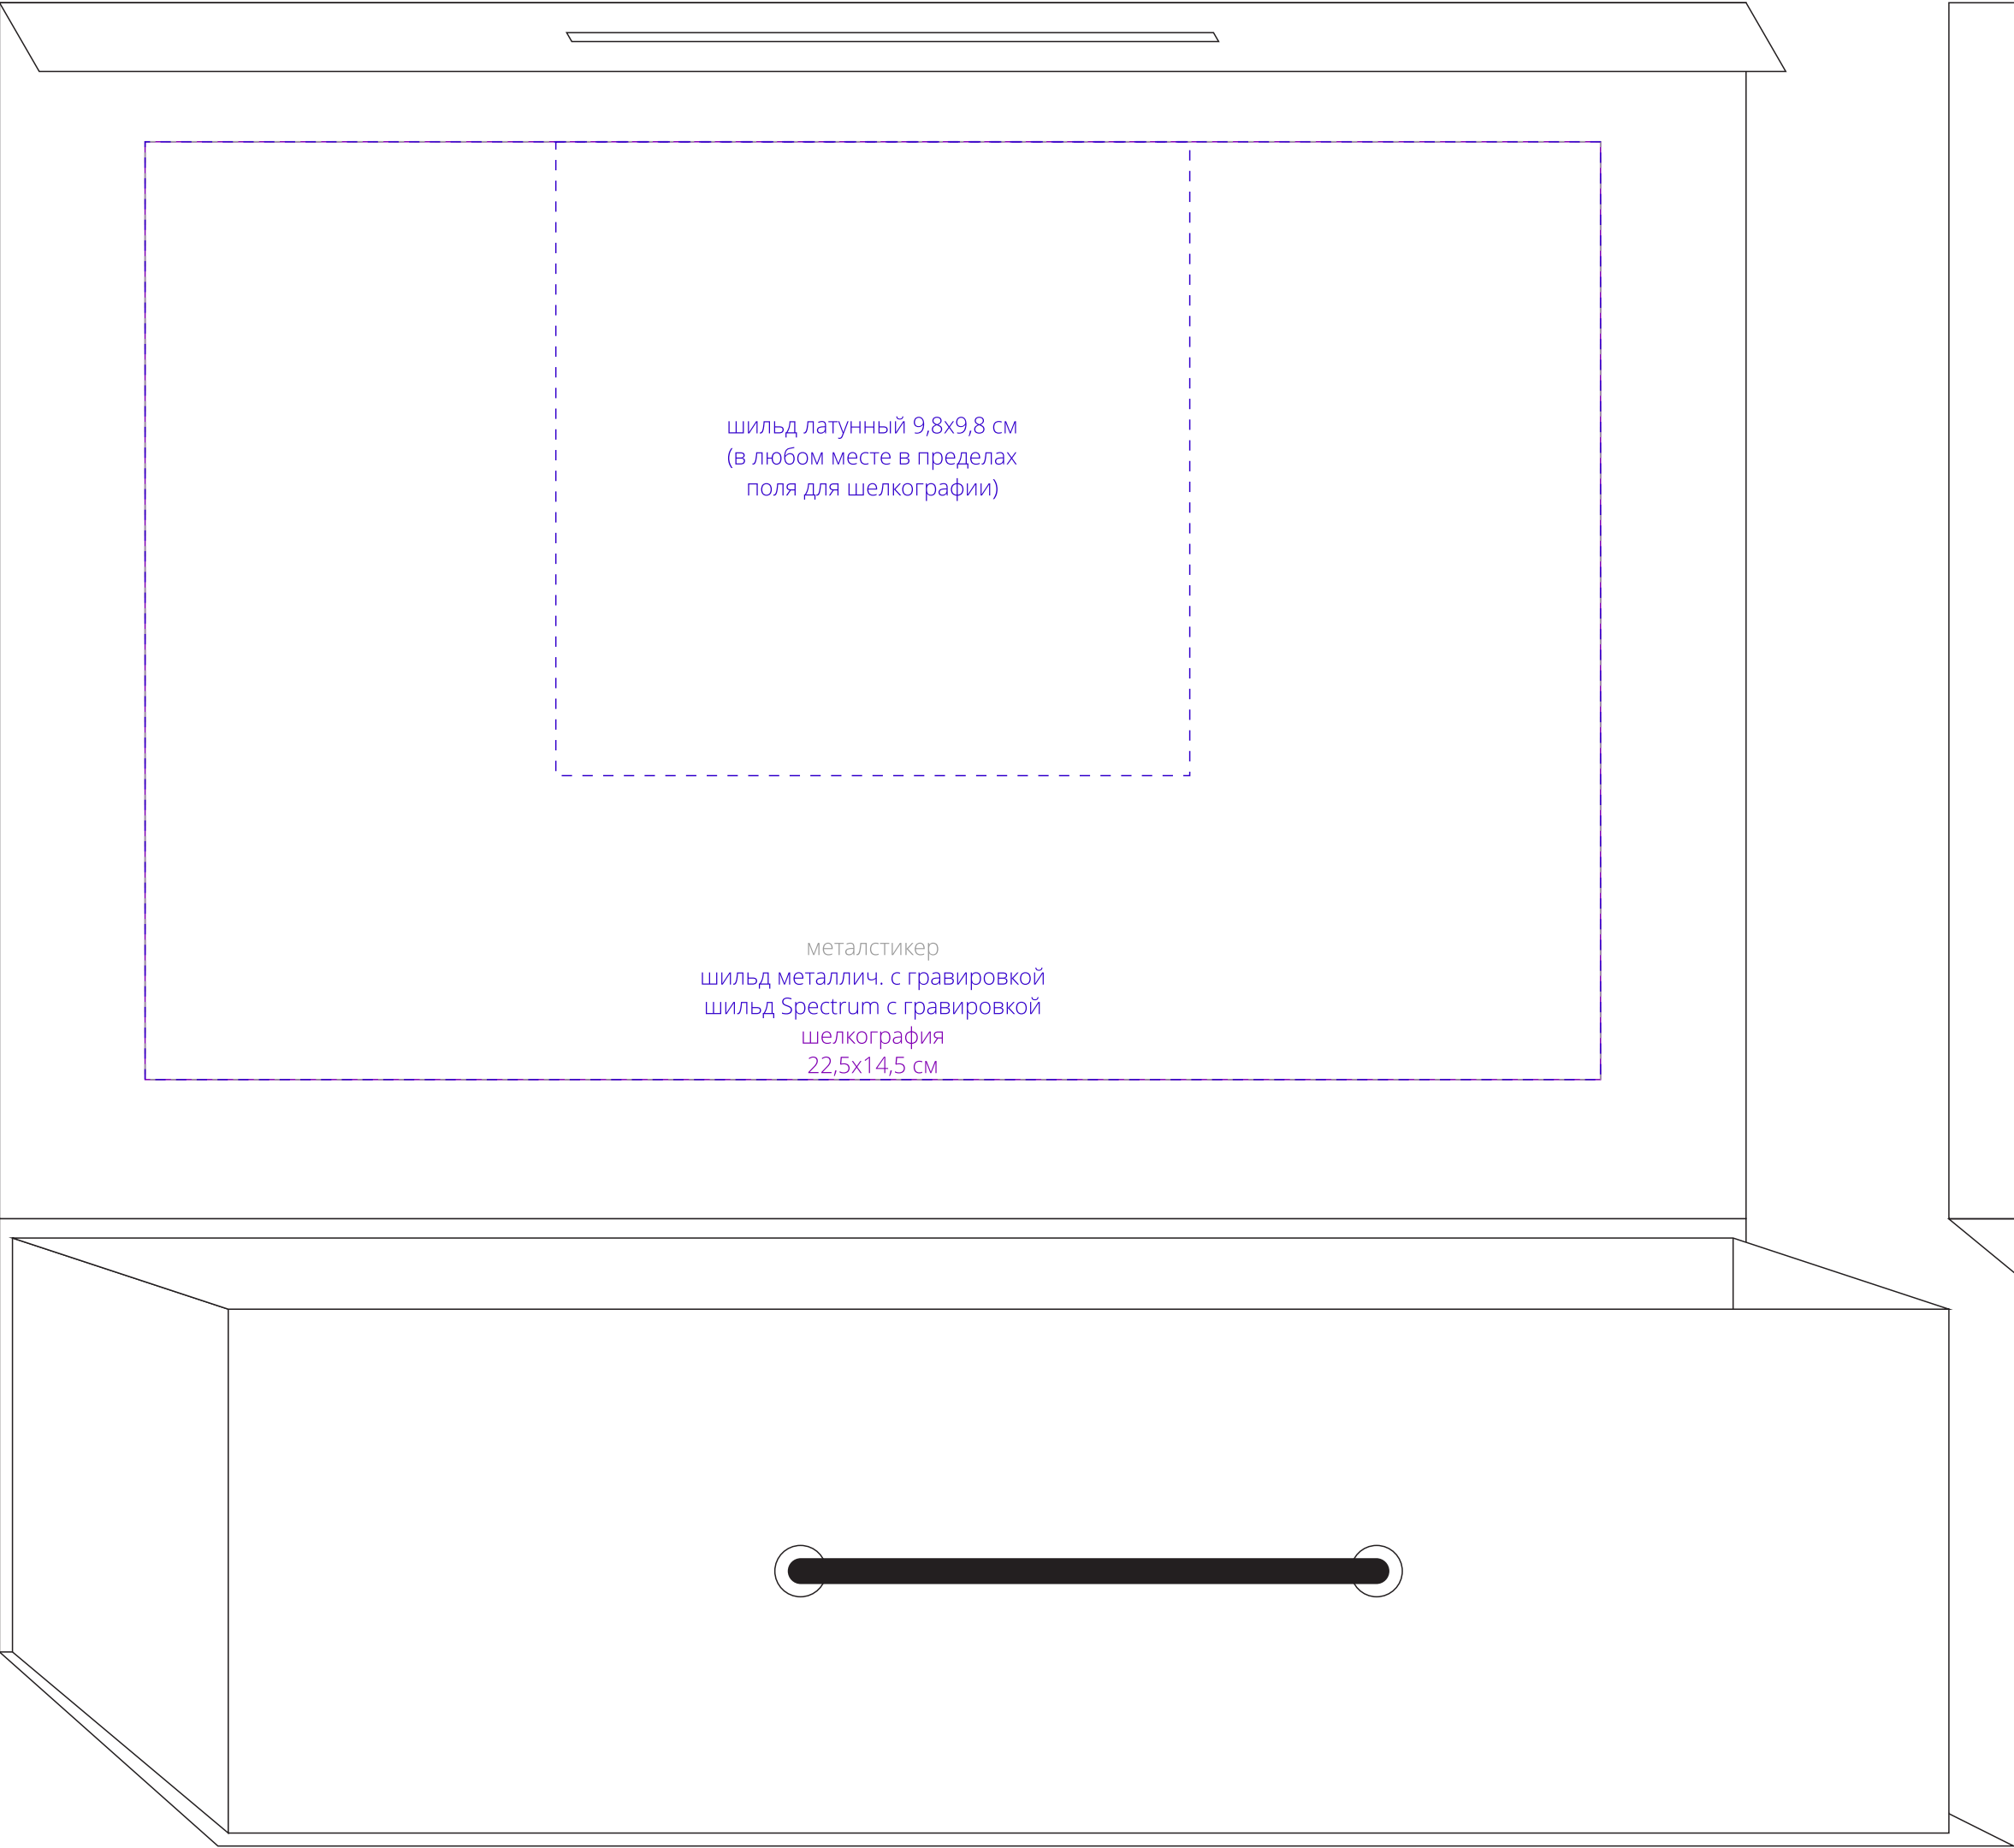 шильд латунный 9,8х9,8 см
(в любом месте в пределах
поля для шелкографии)
металстикер
шильд металлич. с гравировкой
шильд Spectrum с гравировкой
шелкография
22,5х14,5 см